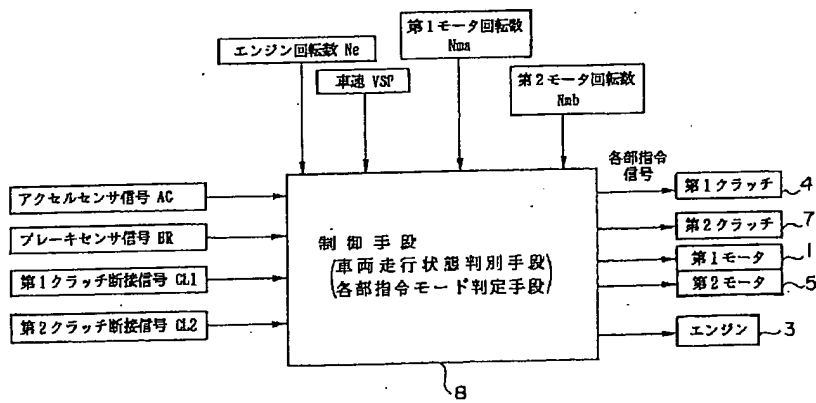 エンジン回転数 Ne
車速 VSP
第1モータ回転数
Nma
第2モータ回転数
Nmb
アクセルセンサ信号 AC
ブレーキセンサ信号 BR
第1クラッチ断接信号 CL1
第2クラッチ断接信号 CL2
制御手段
(車両走行状態判別手段
各部指令モード判定手段)
各部指令
信号
第1クラッチ
4
第2クラッチ
7
第1モータ
1
第2モータ
5
エンジン
3
8